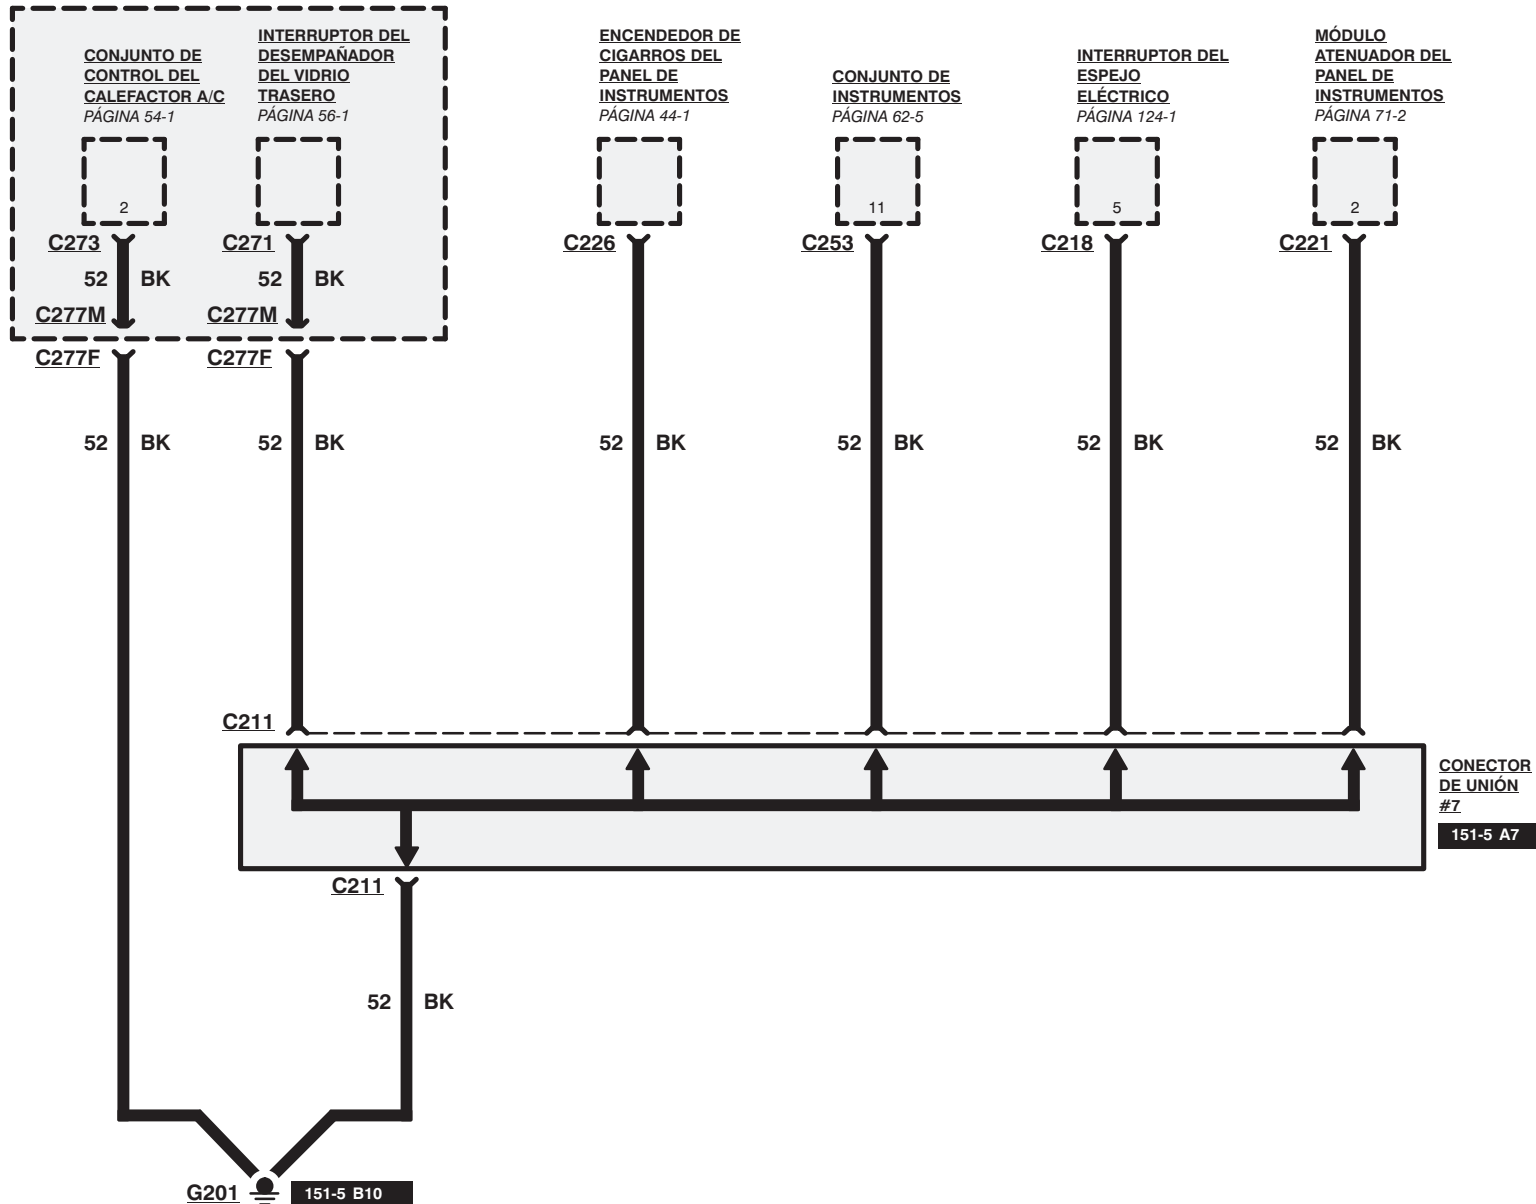 CONJUNTO DE
CONTROL DEL
CALEFACTOR A/C
PÁGINA 54-1
INTERRUPTOR DEL
DESEMPAÑADOR
DEL VIDRIO
TRASERO
PÁGINA 56-1
ENCENDEDOR DE
CIGARROS DEL
PANEL DE
INSTRUMENTOS
PÁGINA 44-1
CONJUNTO DE
INSTRUMENTOS
PÁGINA 62-5
INTERRUPTOR DEL
ESPEJO
ELÉCTRICO
PÁGINA 124-1
MÓDULO
ATENUADOR DEL
PANEL DE
INSTRUMENTOS
PÁGINA 71-2
2
11
5
2
C273
C271
C226
C253
C218
C221
52 BK
52 BK
C277M
C277M
C277F
C277F
52 BK
52 BK
52 BK
52 BK
52 BK
52 BK
C211
CONECTOR
DE UNIÓN
#7
151-5 A7
C211
52 BK
G201
151-5 B10